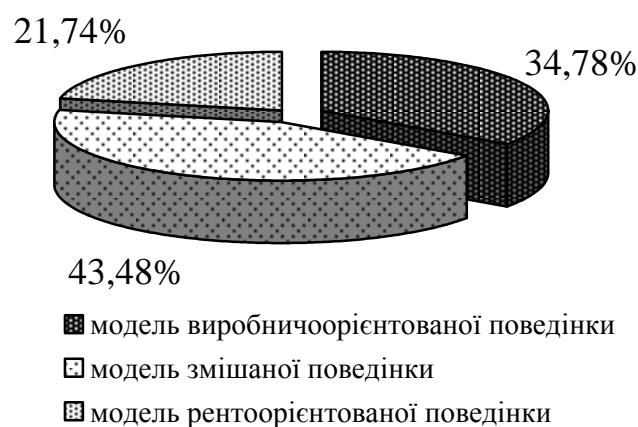 21,74%
34,78%
43,48%
модель виробничоорієнтованої поведінки
модель змішаної поведінки
модель рентоорієнтованої поведінки